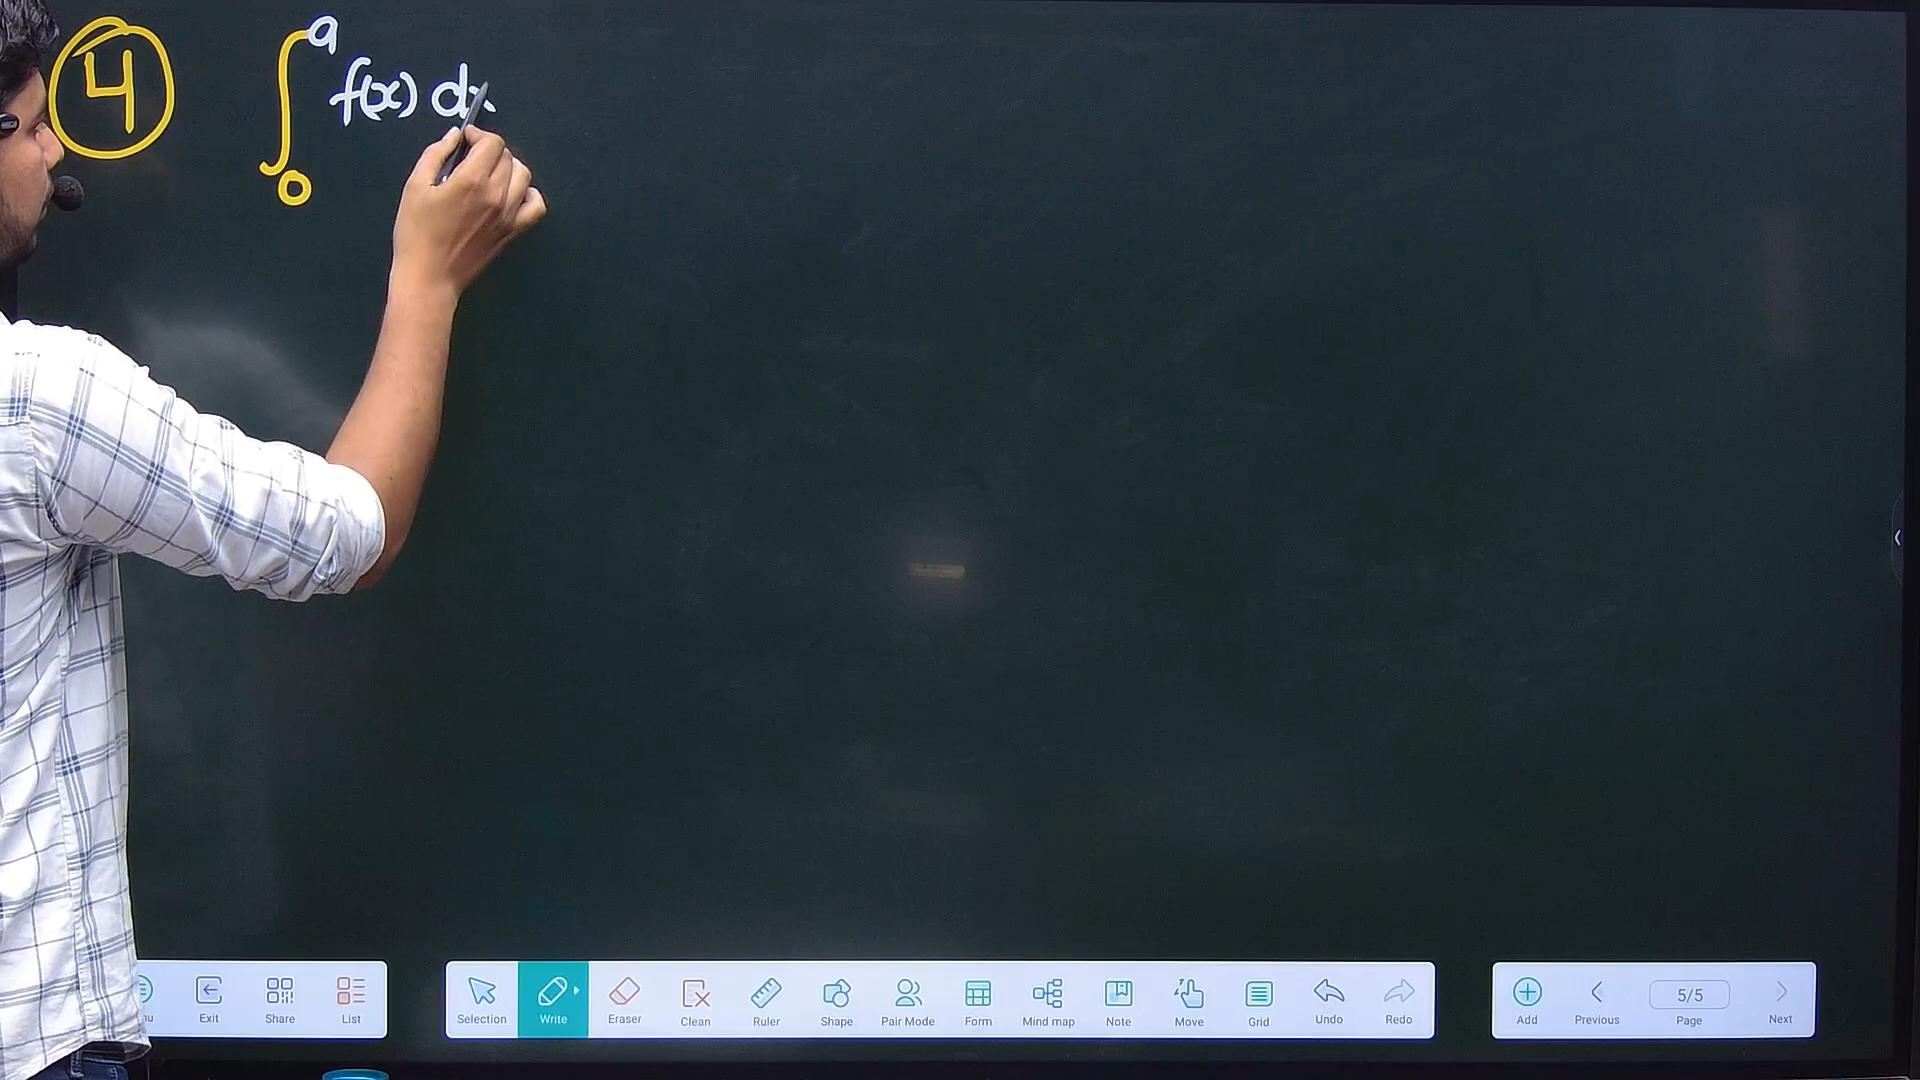 ④ ∫₀ᵃ f(x) dx
Exit Share List
Selection Write Eraser Clean Ruler Shape Pair Mode Form Mind map Note Move Grid Undo Redo
Add Previous 5/5 Page Next